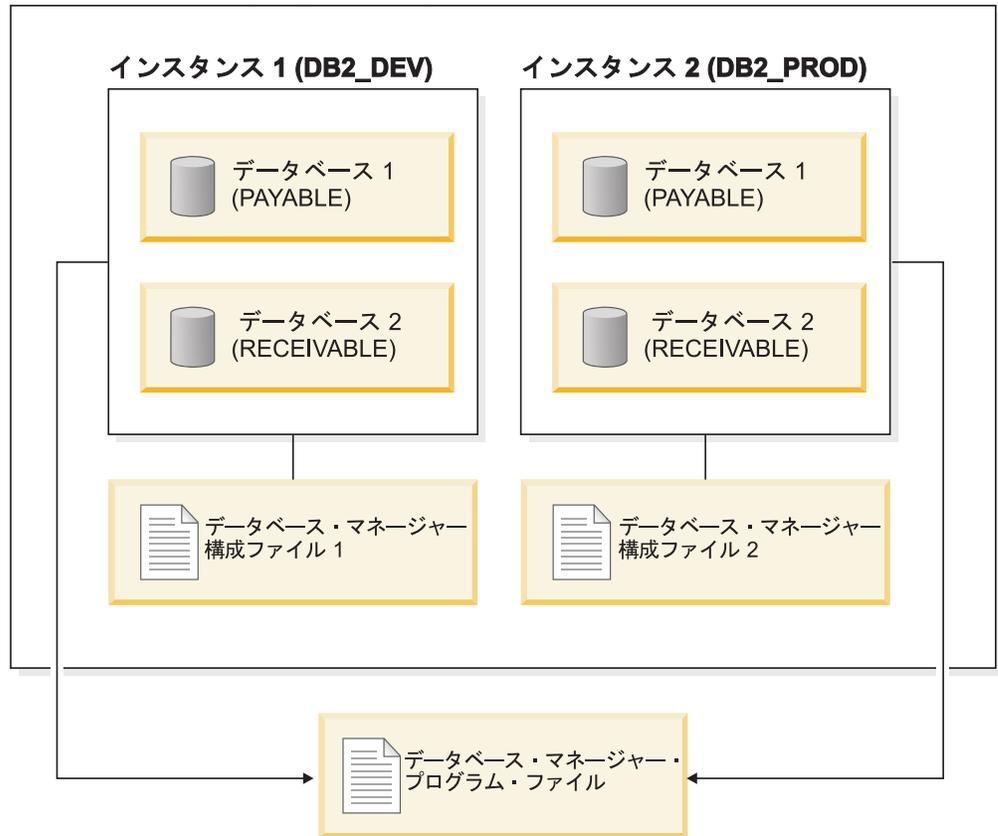 インスタンス 1 (DB2_DEV)
データベース 1
(PAYABLE)
データベース 2
(RECEIVABLE)
データベース・マネージャー
構成ファイル 1
インスタンス 2 (DB2_PROD)
データベース 1
(PAYABLE)
データベース 2
(RECEIVABLE)
データベース・マネージャー
構成ファイル 2
データベース・マネージャー・
プログラム・ファイル